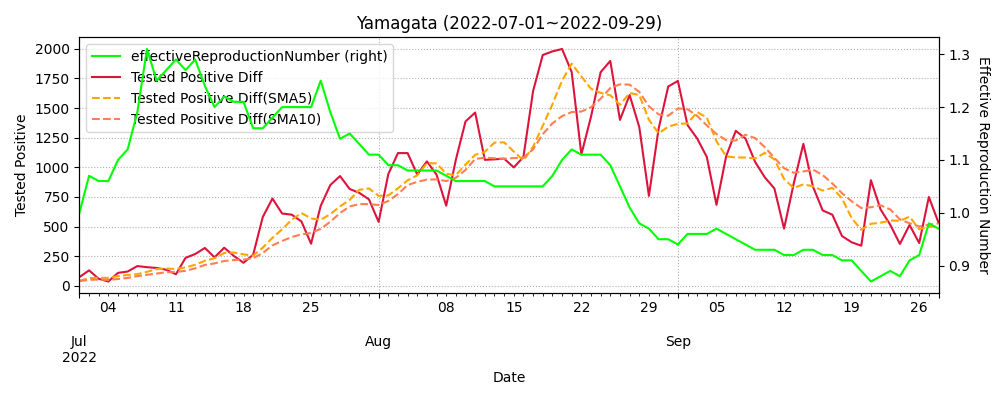 Yamagata (2022-07-01~2022-09-29)
effectiveReproductionNumber (right)
Tested Positive Diff
Tested Positive Diff(SMA5)
Tested Positive Diff(SMA10)
2000
1750
1500
1250
1000
750
500
250
0
Tested Positive
1.3
1.2
1.1
1.0
0.9
Effective Reproduction Number
04 11 18 25 08 15 22 29 05 12 19 26
Jul Aug Sep
2022
Date